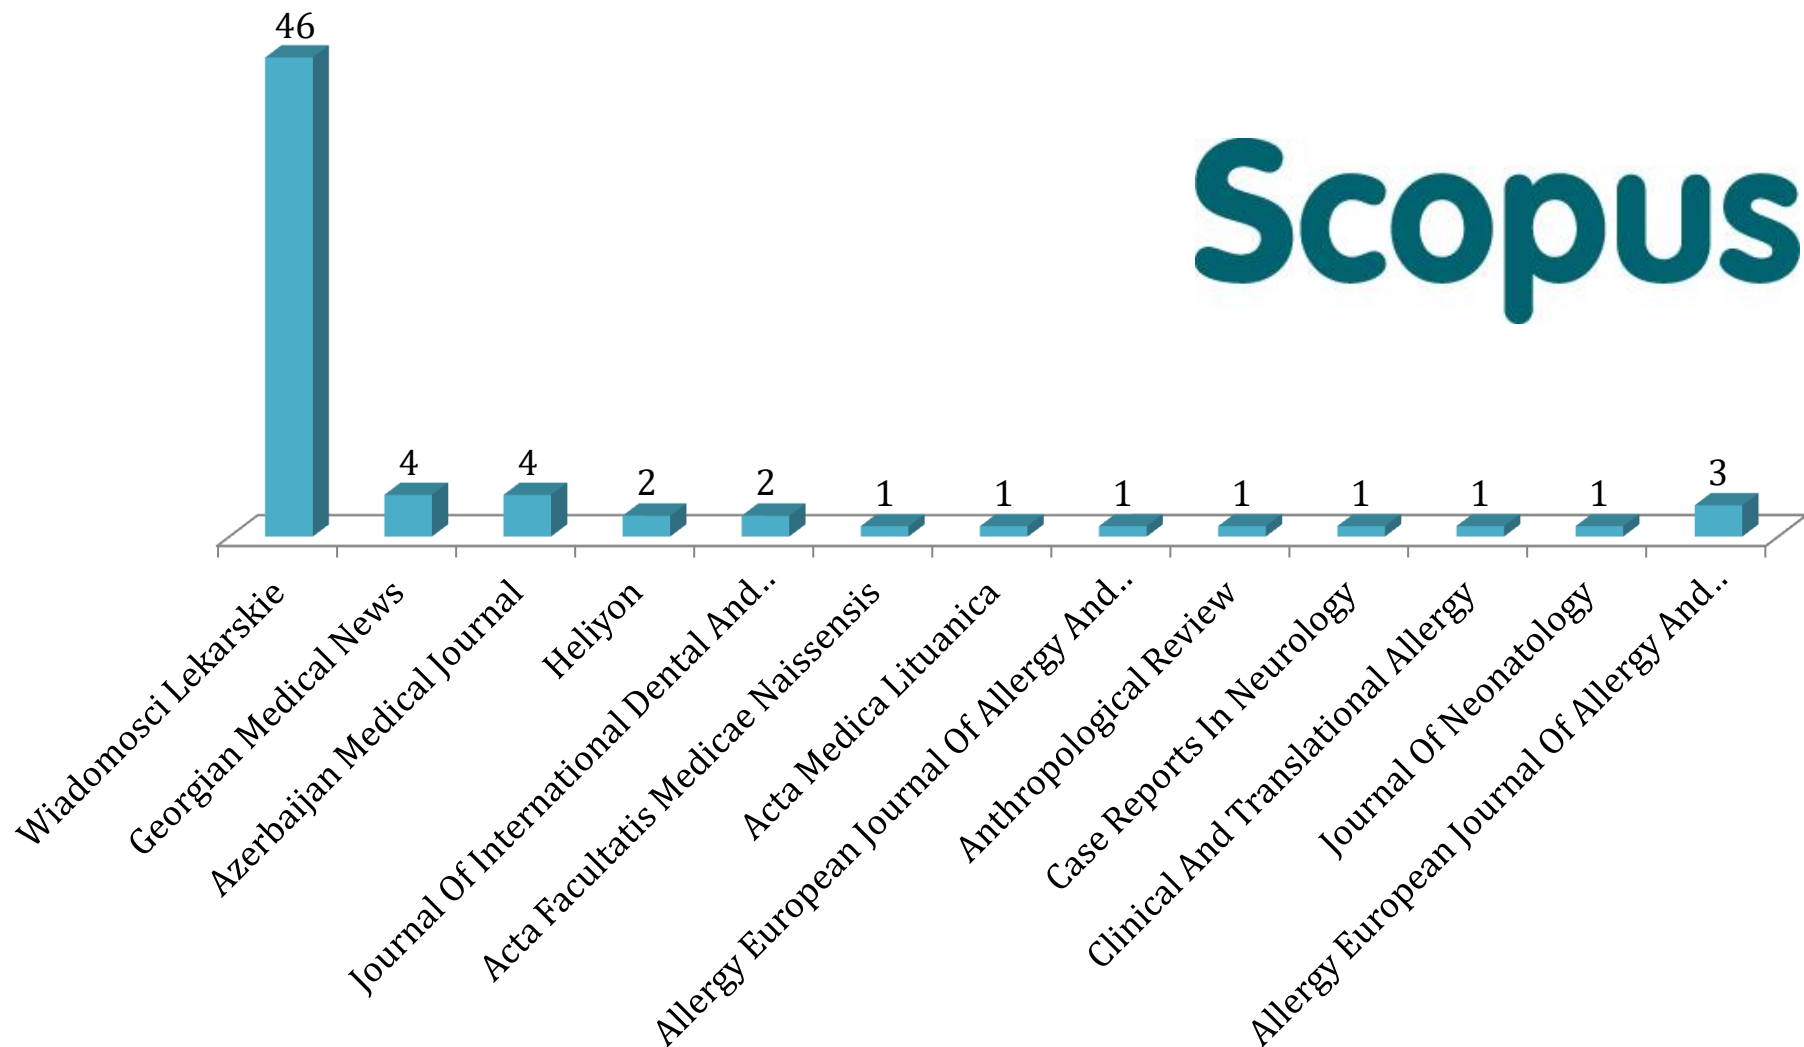 46
Scopus
4
4
2
2
1
1
1
1
1
1
1
3
Wiadomosci Lekarskie
Georgian Medical News
Azerbaijan Medical Journal
Heliyon
Journal Of International Dental And..
Acta Facultatis Medicae Naissensis
Acta Medica Lituanica
Allergy European Journal Of Allergy And..
Anthropological Review
Case Reports In Neurology
Clinical And Translational Allergy
Journal Of Neonatology
Allergy European Journal Of Allergy And..